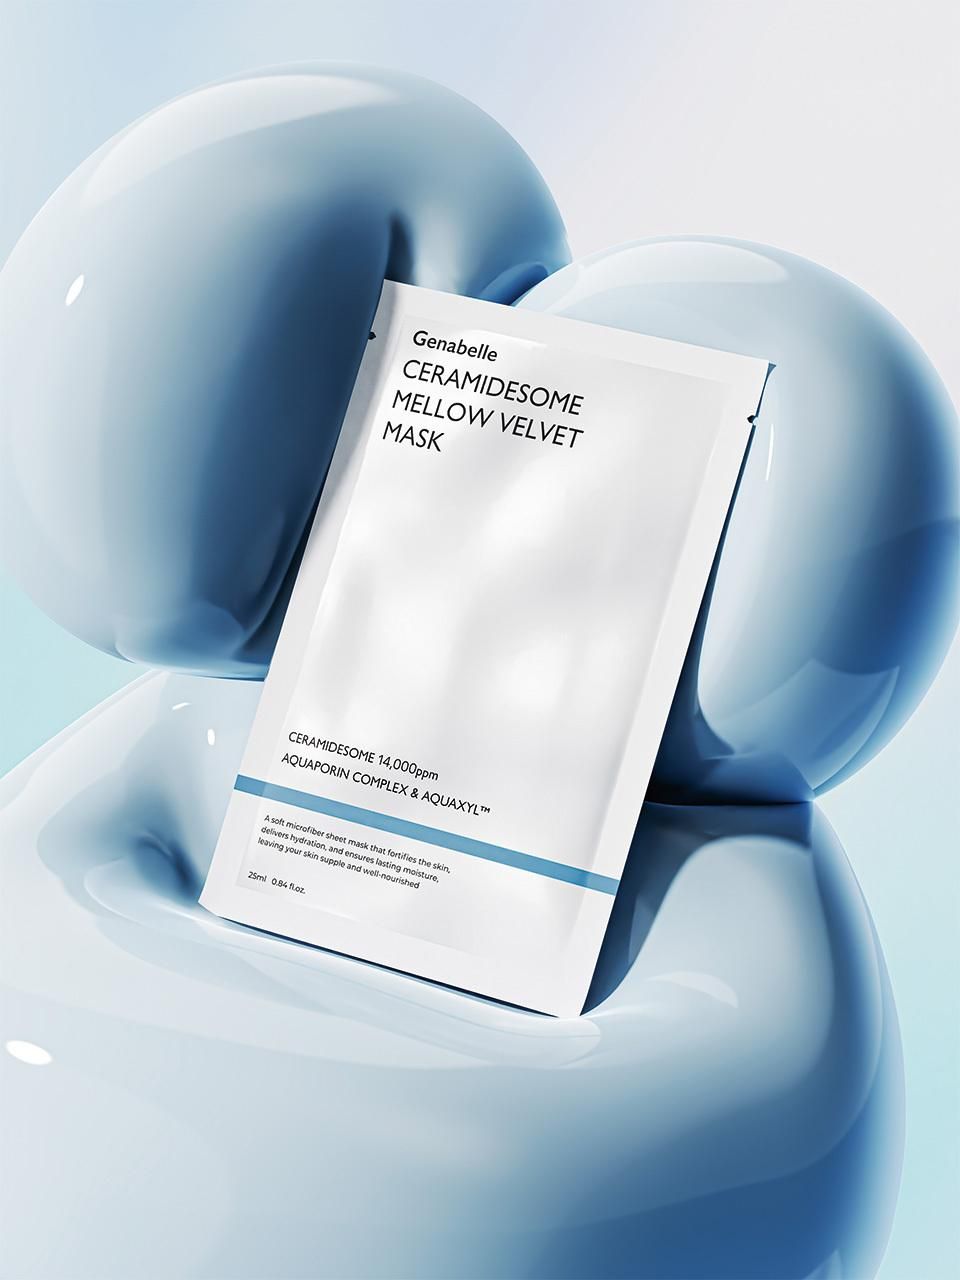 Genabelle
CERAMIDESOME
MELLOW VELVET
MASK
CERAMIDESOME 14,000ppm
AQUAPORIN COMPLEX & AQUAXYL™
A soft microfiber sheet mask that fortifies the skin,
delivers hydration, and ensures lasting moisture,
leaving your skin supple and well-nourished
25ml 0.84 fl.oz.